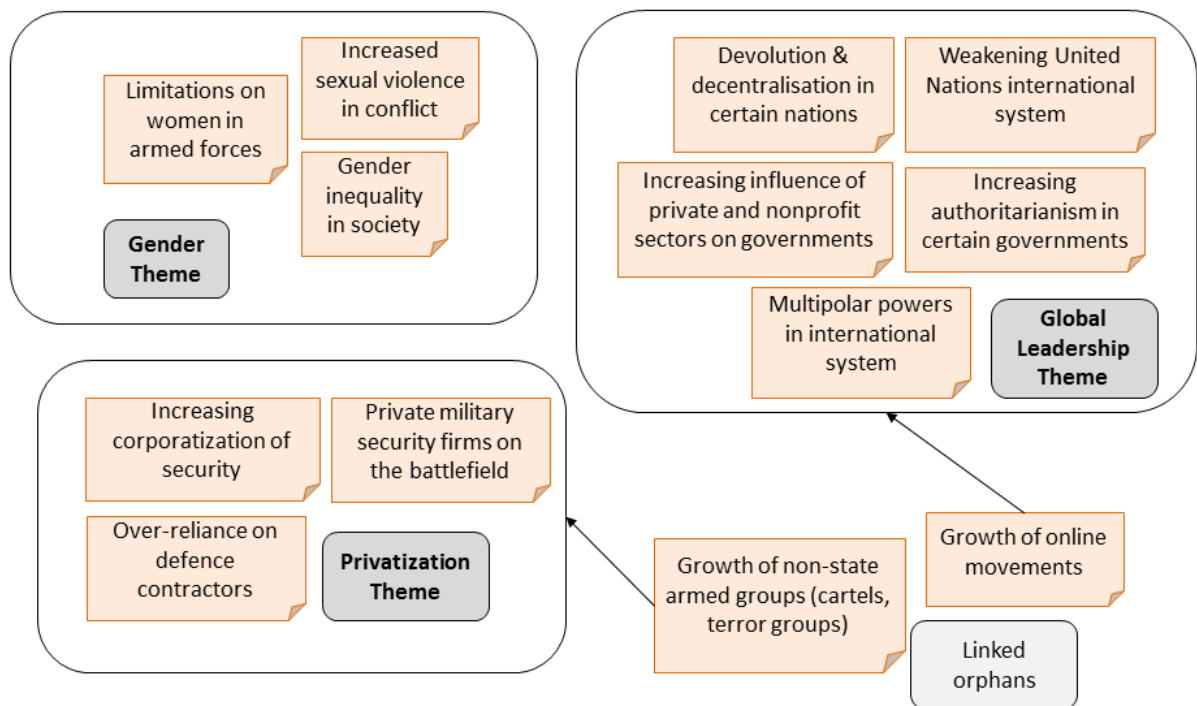 Limitations on
women in
armed forces
Increased
sexual violence
in conflict
Gender
inequality
in society
Gender
Theme
Devolution &
decentralisation in
certain nations
Weakening United
Nations international
system
Increasing influence of
private and nonprofit
sectors on governments
Increasing
authoritarianism in
certain governments
Multipolar powers
in international
system
Global
Leadership
Theme
Increasing
corporatization of
security
Private military
security firms on
the battlefield
Over-reliance on
defence
contractors
Privatization
Theme
Growth of non-state
armed groups (cartels,
terror groups)
Growth of online
movements
Linked
orphans